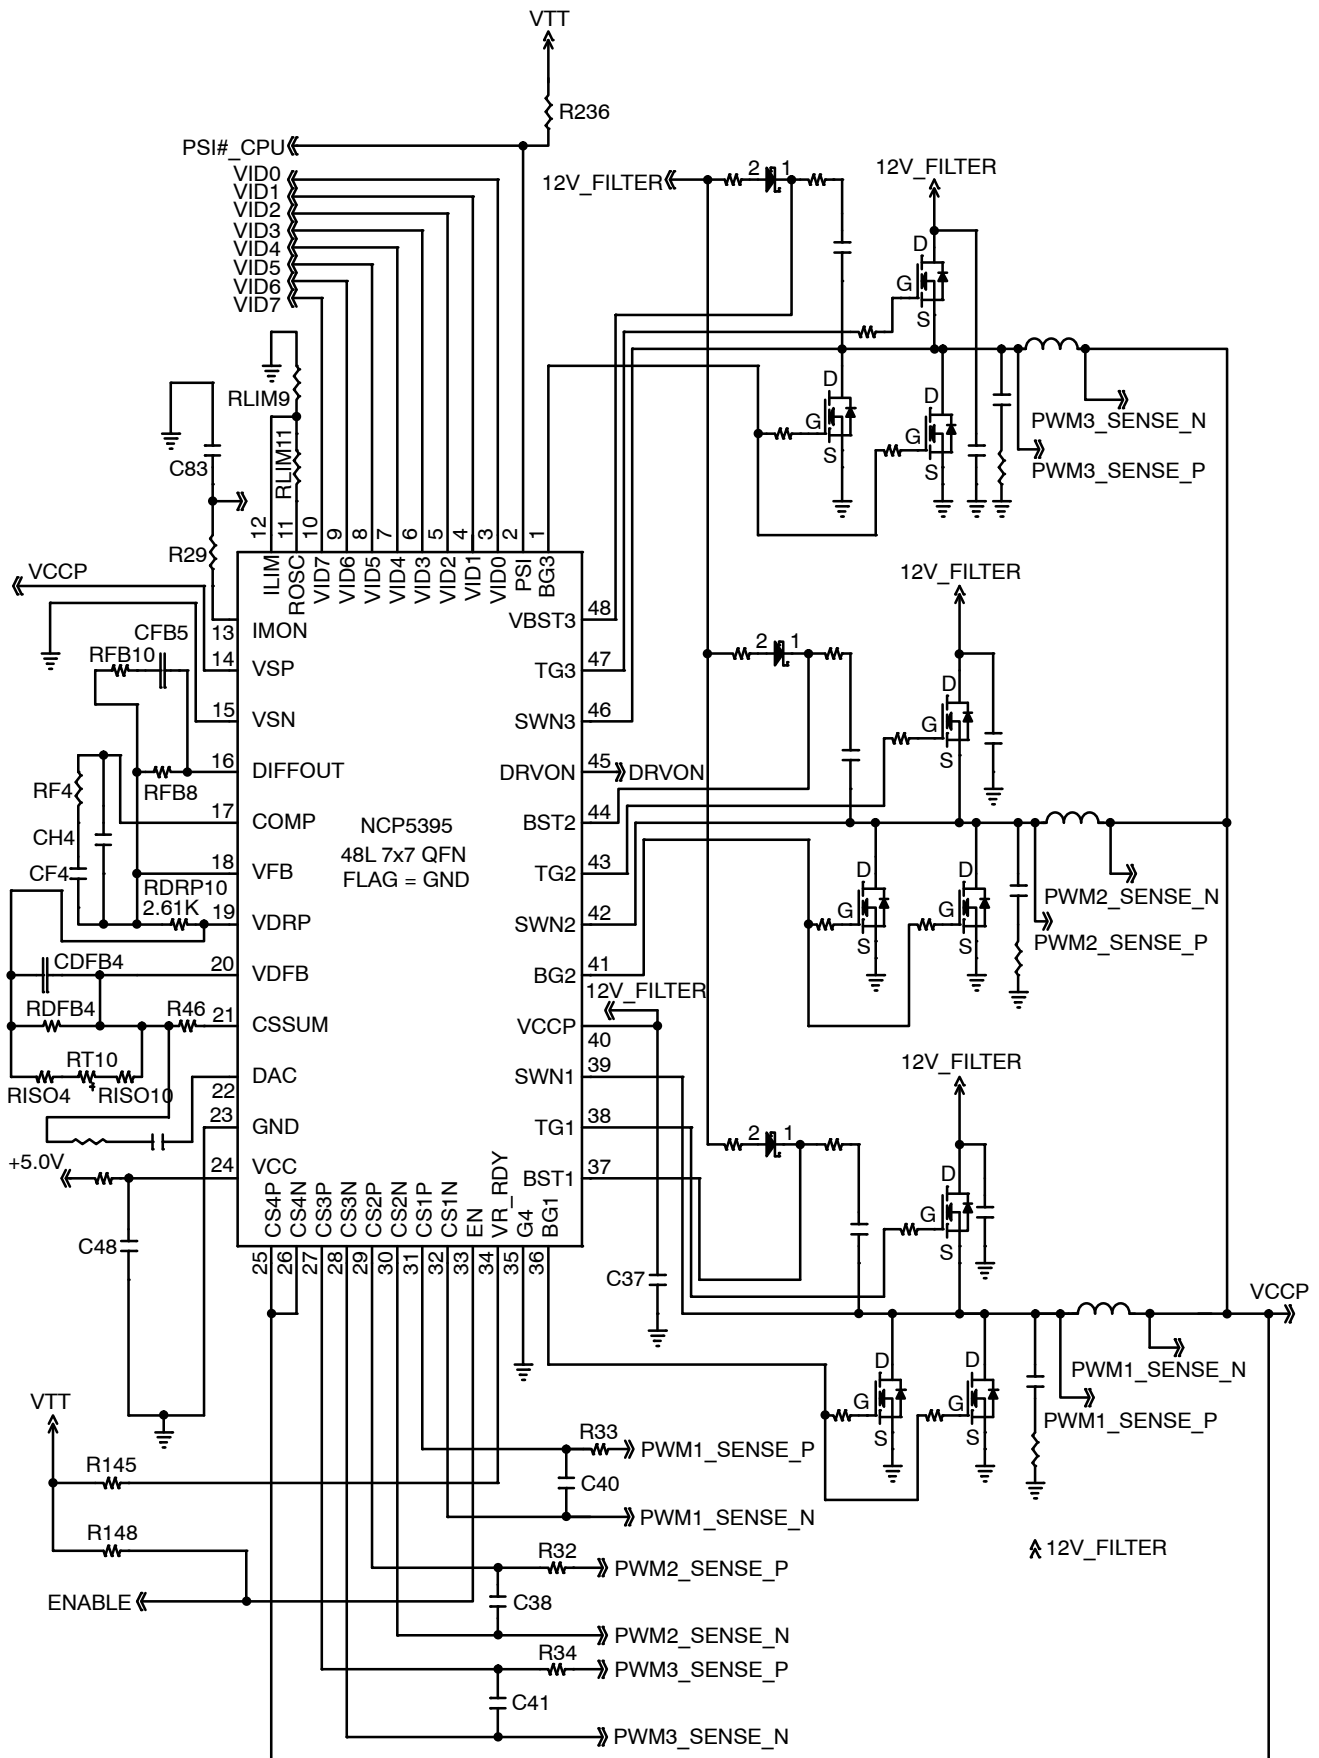 VTT
R236
PSI#_CPU
VID0
VID1
VID2
VID3
VID4
VID5
VID6
VID7
12V_FILTER
2 1
12V_FILTER
D
G
S
RLIM9
RLIM11
C83
R29
D
G
S
D
G
S
PWM3_SENSE_N
PWM3_SENSE_P
12 11 10 9 8 7 6 5 4 3 2 1
ILIM ROSC VID7 VID6 VID5 VID4 VID3 VID2 VID1 VID0 PSI BG3
VCCP
13 IMON
14 VSP
15 VSN
16 DIFFOUT
17 COMP
18 VFB
19 VDRP
20 VDFB
21 CSSUM
22 DAC
23 GND
24 VCC
CFB5
RFB10
RFB8
RF4
CH4
CF4
RDRP10
2.61K
CDFB4
RDFB4
R46
RT10
RISO4
RISO10
+5.0V
C48
NCP5395
48L 7x7 QFN
FLAG = GND
VBST3 48
TG3 47
SWN3 46
DRVON 45 DRVON
BST2 44
TG2 43
SWN2 42
BG2 41
12V_FILTER
VCCP 40
SWN1 39
TG1 38
BST1 37
CS4P CS4N CS3P CS3N CS2P CS2N CS1P CS1N EN VR_RDY G4 BG1
25 26 27 28 29 30 31 32 33 34 35 36
12V_FILTER
2 1
D
G
S
G
S
D
G
S
PWM2_SENSE_N
PWM2_SENSE_P
12V_FILTER
2 1
D
G
S
C37
VCCP
D
G
S
D
G
S
PWM1_SENSE_N
PWM1_SENSE_P
12V_FILTER
VTT
R145
R148
ENABLE
R33
PWM1_SENSE_P
C40
PWM1_SENSE_N
R32
PWM2_SENSE_P
C38
PWM2_SENSE_N
R34
PWM3_SENSE_P
C41
PWM3_SENSE_N